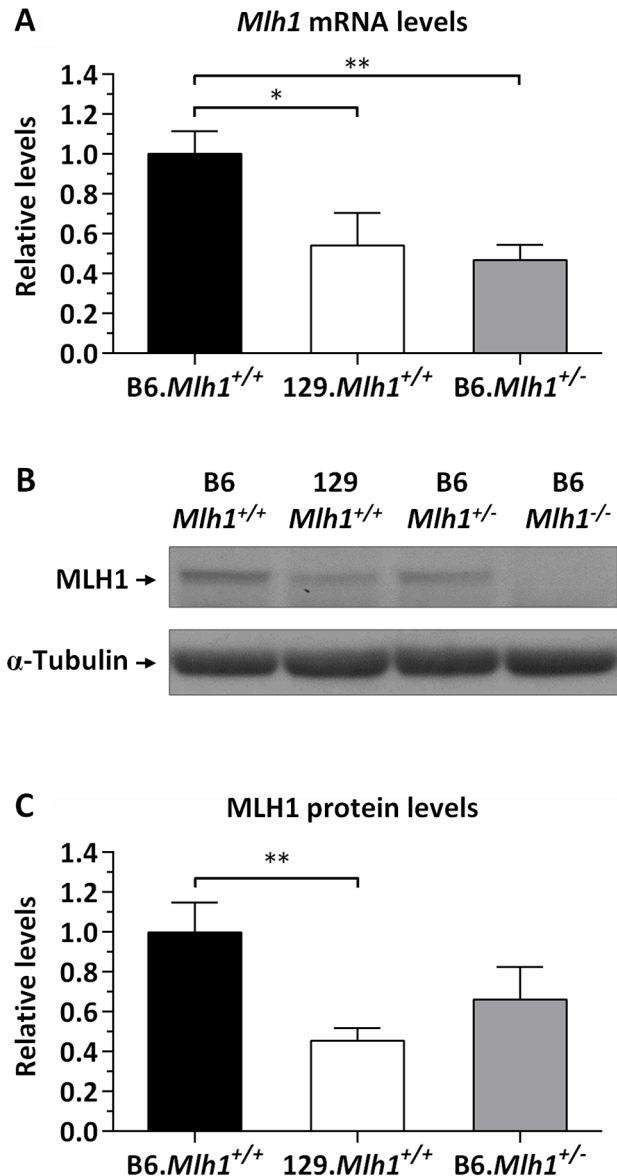 A
Mlh1 mRNA levels
Relative levels
1.4
1.2
1.0
0.8
0.6
0.4
0.2
0.0
**
*
B6.Mlh1+/+ 129.Mlh1+/+ B6.Mlh1+/-
B
B6 129 B6 B6
Mlh1+/+ Mlh1+/+ Mlh1+/- Mlh1-/-
MLH1
α-Tubulin
C
MLH1 protein levels
Relative levels
1.4
1.2
1.0
0.8
0.6
0.4
0.2
0.0
**
B6.Mlh1+/+ 129.Mlh1+/+ B6.Mlh1+/-